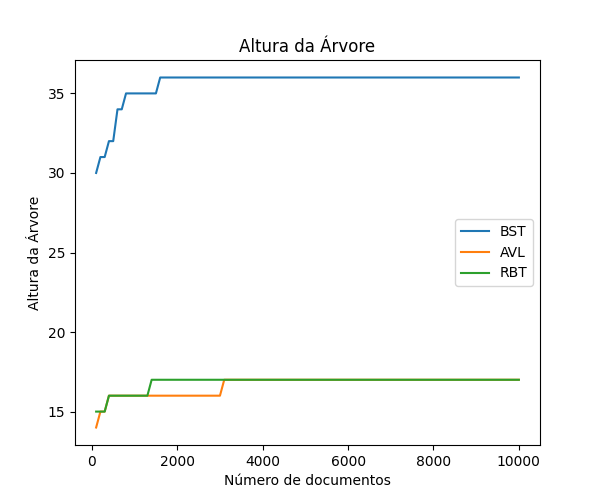 Altura da Árvore
Altura da Árvore
35
30
25
20
15
BST
AVL
RBT
0 2000 4000 6000 8000 10000
Número de documentos